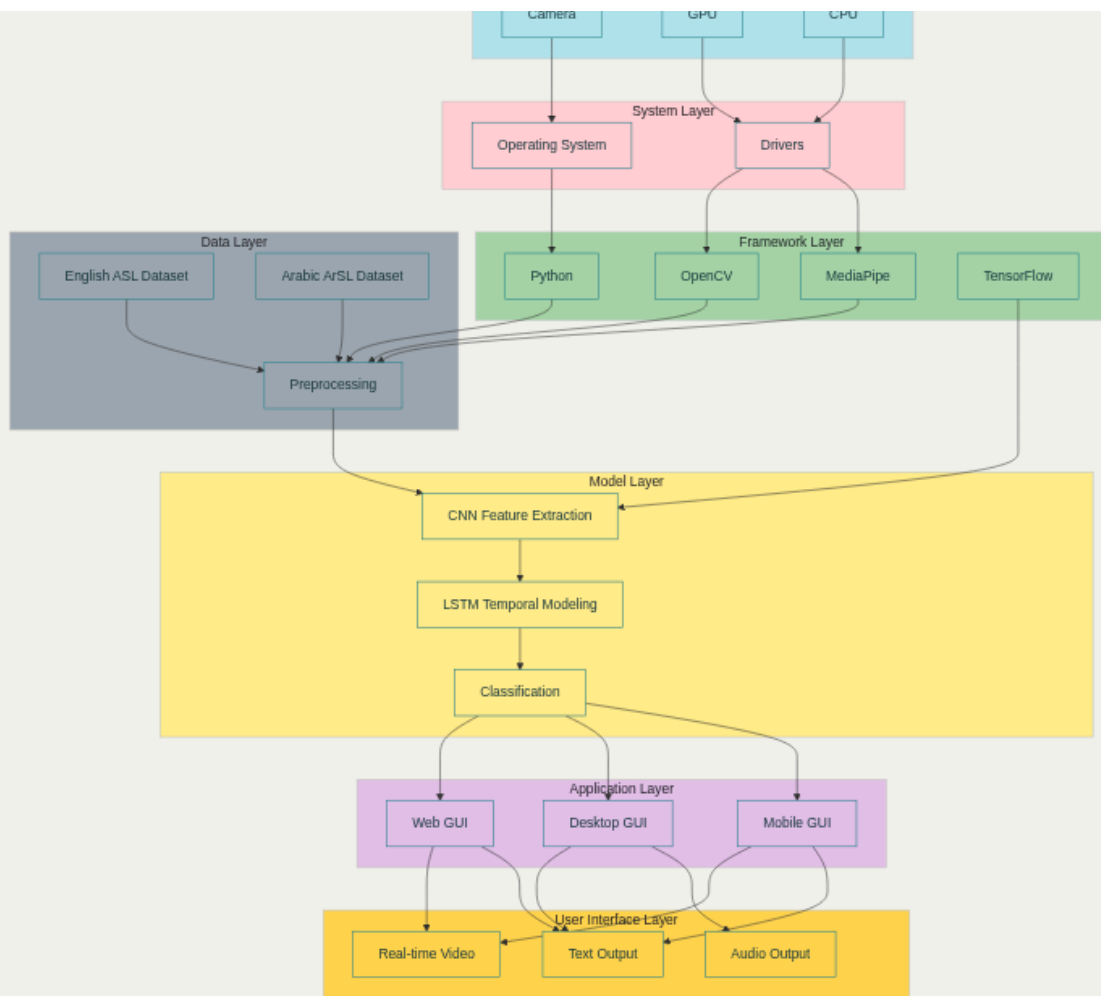 Camera
GPU
CPU
System Layer
Operating System
Drivers
Data Layer
Framework Layer
English ASL Dataset
Arabic ArSL Dataset
Python
OpenCV
MediaPipe
TensorFlow
Preprocessing
Model Layer
CNN Feature Extraction
LSTM Temporal Modeling
Classification
Application Layer
Web GUI
Desktop GUI
Mobile GUI
User Interface Layer
Real-time Video
Text Output
Audio Output